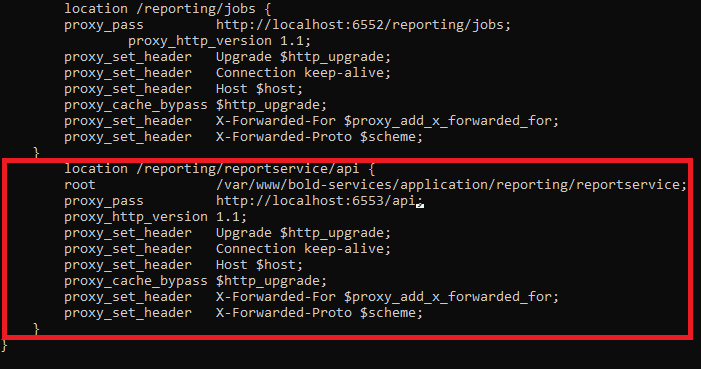 location /reporting/jobs {
proxy_pass http://localhost:6552/reporting/jobs;
proxy_http_version 1.1;
proxy_set_header Upgrade $http_upgrade;
proxy_set_header Connection keep-alive;
proxy_set_header Host $host;
proxy_cache_bypass $http_upgrade;
proxy_set_header X-Forwarded-For $proxy_add_x_forwarded_for;
proxy_set_header X-Forwarded-Proto $scheme;
}
location /reporting/reportservice/api {
root /var/www/bold-services/application/reporting/reportservice;
proxy_pass http://localhost:6553/api;
proxy_http_version 1.1;
proxy_set_header Upgrade $http_upgrade;
proxy_set_header Connection keep-alive;
proxy_set_header Host $host;
proxy_cache_bypass $http_upgrade;
proxy_set_header X-Forwarded-For $proxy_add_x_forwarded_for;
proxy_set_header X-Forwarded-Proto $scheme;
}
}